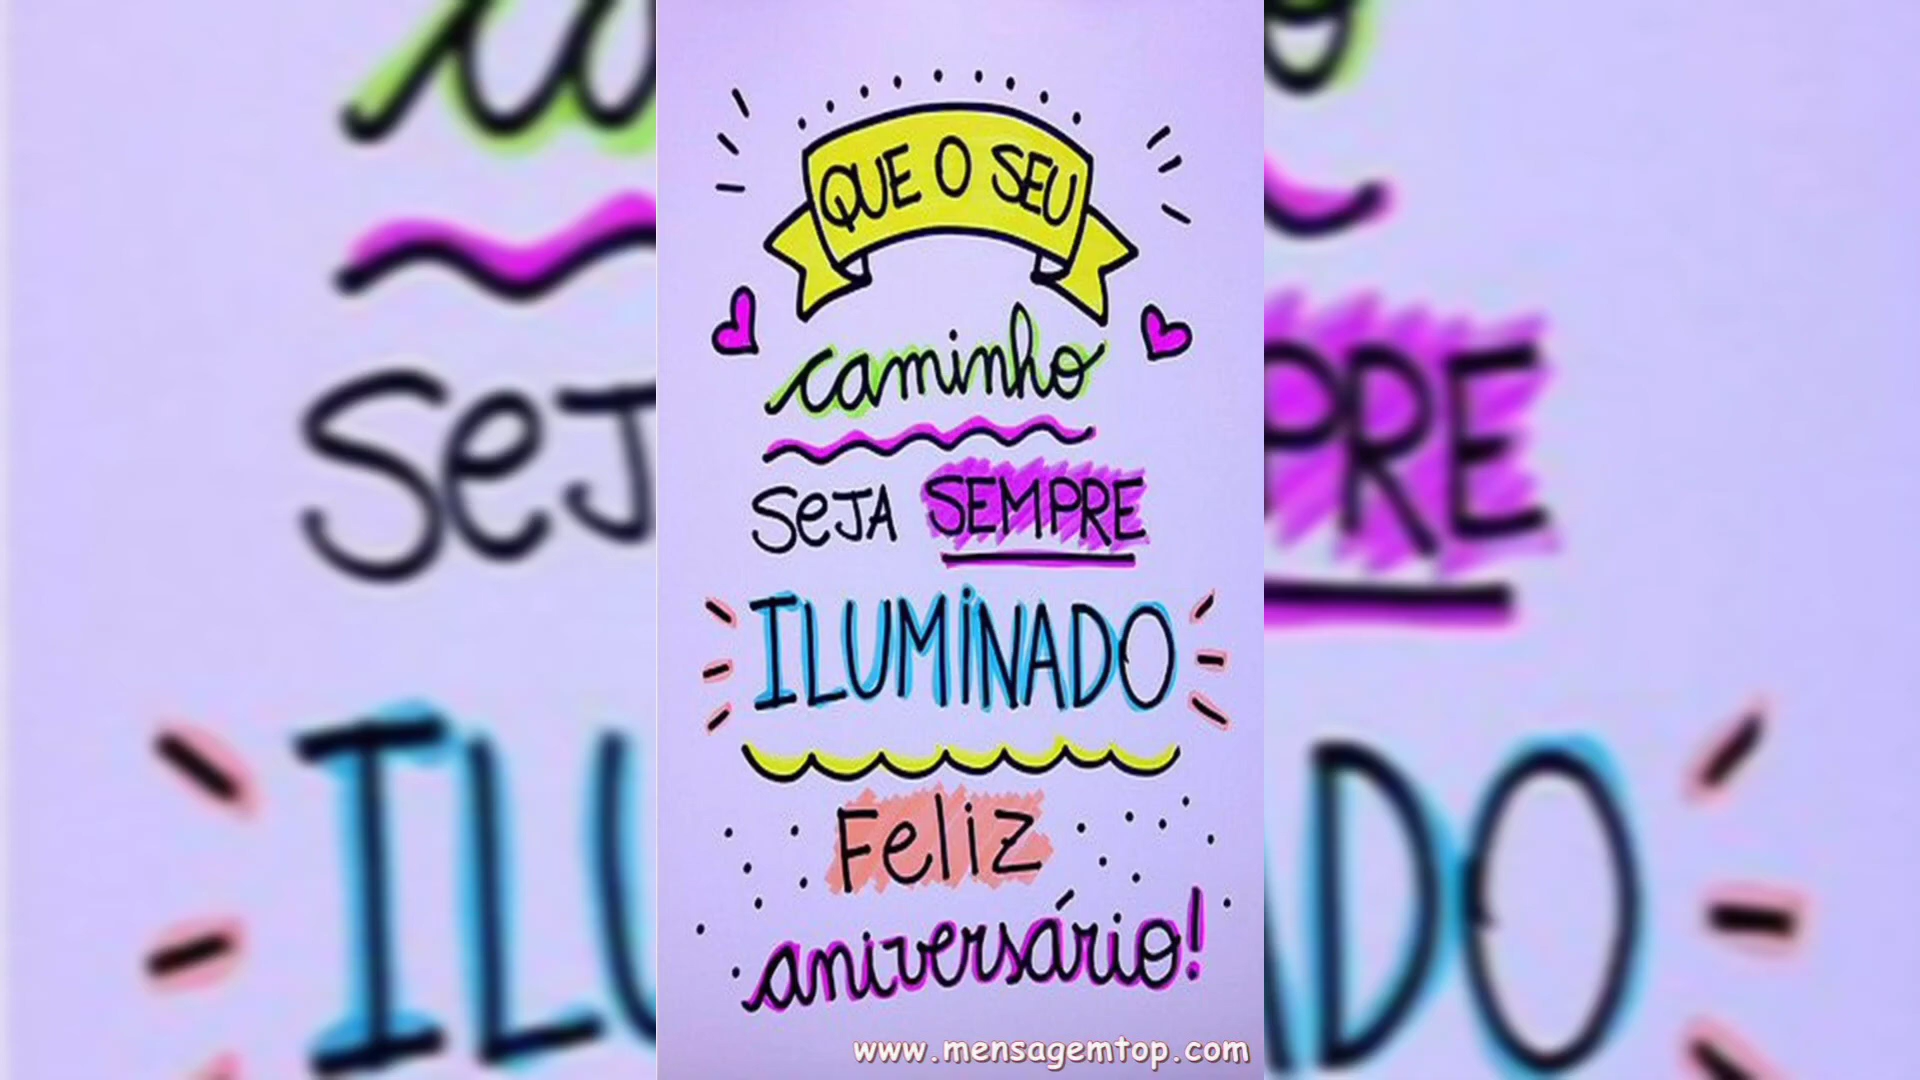 QUE O SEU
caminho
SeJA SEMPRE
ILUMiNADO
Feliz
aniversário!
www.mensagemtop.com